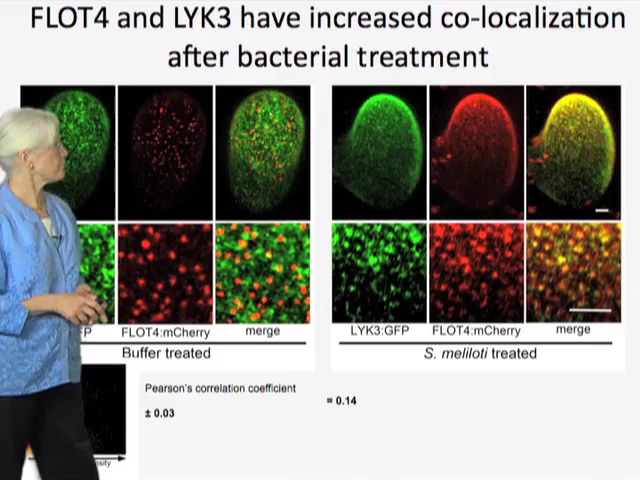 FLOT4 and LYK3 have increased co-localization
after bacterial treatment
FLOT4:mCherry
merge
LYK3:GFP
FLOT4:mCherry
merge
Buffer treated
S. meliloti treated
Pearson's correlation coefficient
= 0.14
± 0.03